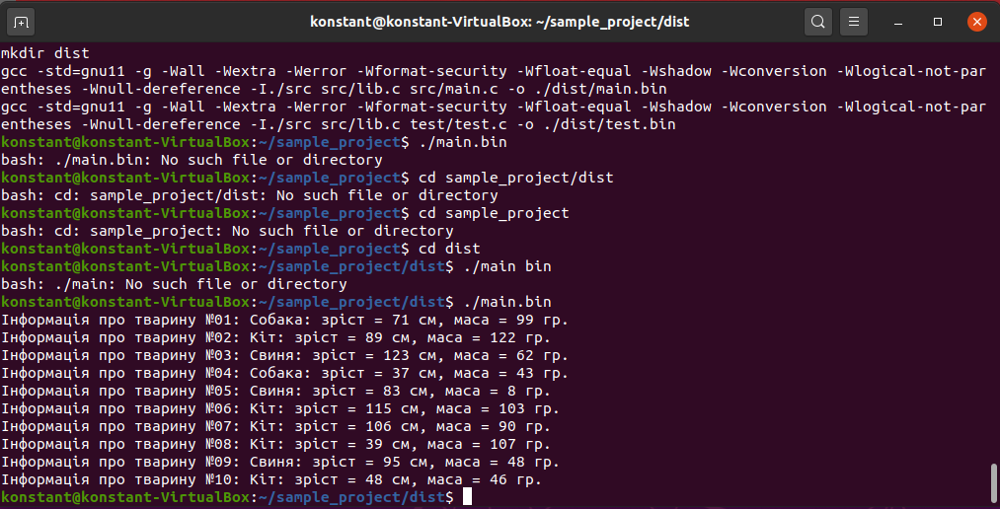 konstant@konstant-VirtualBox: ~/sample_project/dist
mkdir dist
gcc -std=gnu11 -g -Wall -Wextra -Werror -Wformat-security -Wfloat-equal -Wshadow -Wconversion -Wlogical-not-par
entheses -Wnull-dereference -I./src src/lib.c src/main.c -o ./dist/main.bin
gcc -std=gnu11 -g -Wall -Wextra -Werror -Wformat-security -Wfloat-equal -Wshadow -Wconversion -Wlogical-not-par
entheses -Wnull-dereference -I./src src/lib.c test/test.c -o ./dist/test.bin
konstant@konstant-VirtualBox:~/sample_project$ ./main.bin
bash: ./main.bin: No such file or directory
konstant@konstant-VirtualBox:~/sample_project$ cd sample_project/dist
bash: cd: sample_project/dist: No such file or directory
konstant@konstant-VirtualBox:~/sample_project$ cd sample_project
bash: cd: sample_project: No such file or directory
konstant@konstant-VirtualBox:~/sample_project$ cd dist
konstant@konstant-VirtualBox:~/sample_project/dist$ ./main bin
bash: ./main: No such file or directory
konstant@konstant-VirtualBox:~/sample_project/dist$ ./main.bin
Інформація про тварину №01: Собака: зріст = 71 см, маса = 99 гр.
Інформація про тварину №02: Кіт: зріст = 89 см, маса = 122 гр.
Інформація про тварину №03: Свиня: зріст = 123 см, маса = 62 гр.
Інформація про тварину №04: Собака: зріст = 37 см, маса = 43 гр.
Інформація про тварину №05: Свиня: зріст = 83 см, маса = 8 гр.
Інформація про тварину №06: Кіт: зріст = 115 см, маса = 103 гр.
Інформація про тварину №07: Кіт: зріст = 106 см, маса = 90 гр.
Інформація про тварину №08: Кіт: зріст = 39 см, маса = 107 гр.
Інформація про тварину №09: Свиня: зріст = 95 см, маса = 48 гр.
Інформація про тварину №10: Кіт: зріст = 48 см, маса = 46 гр.
konstant@konstant-VirtualBox:~/sample_project/dist$